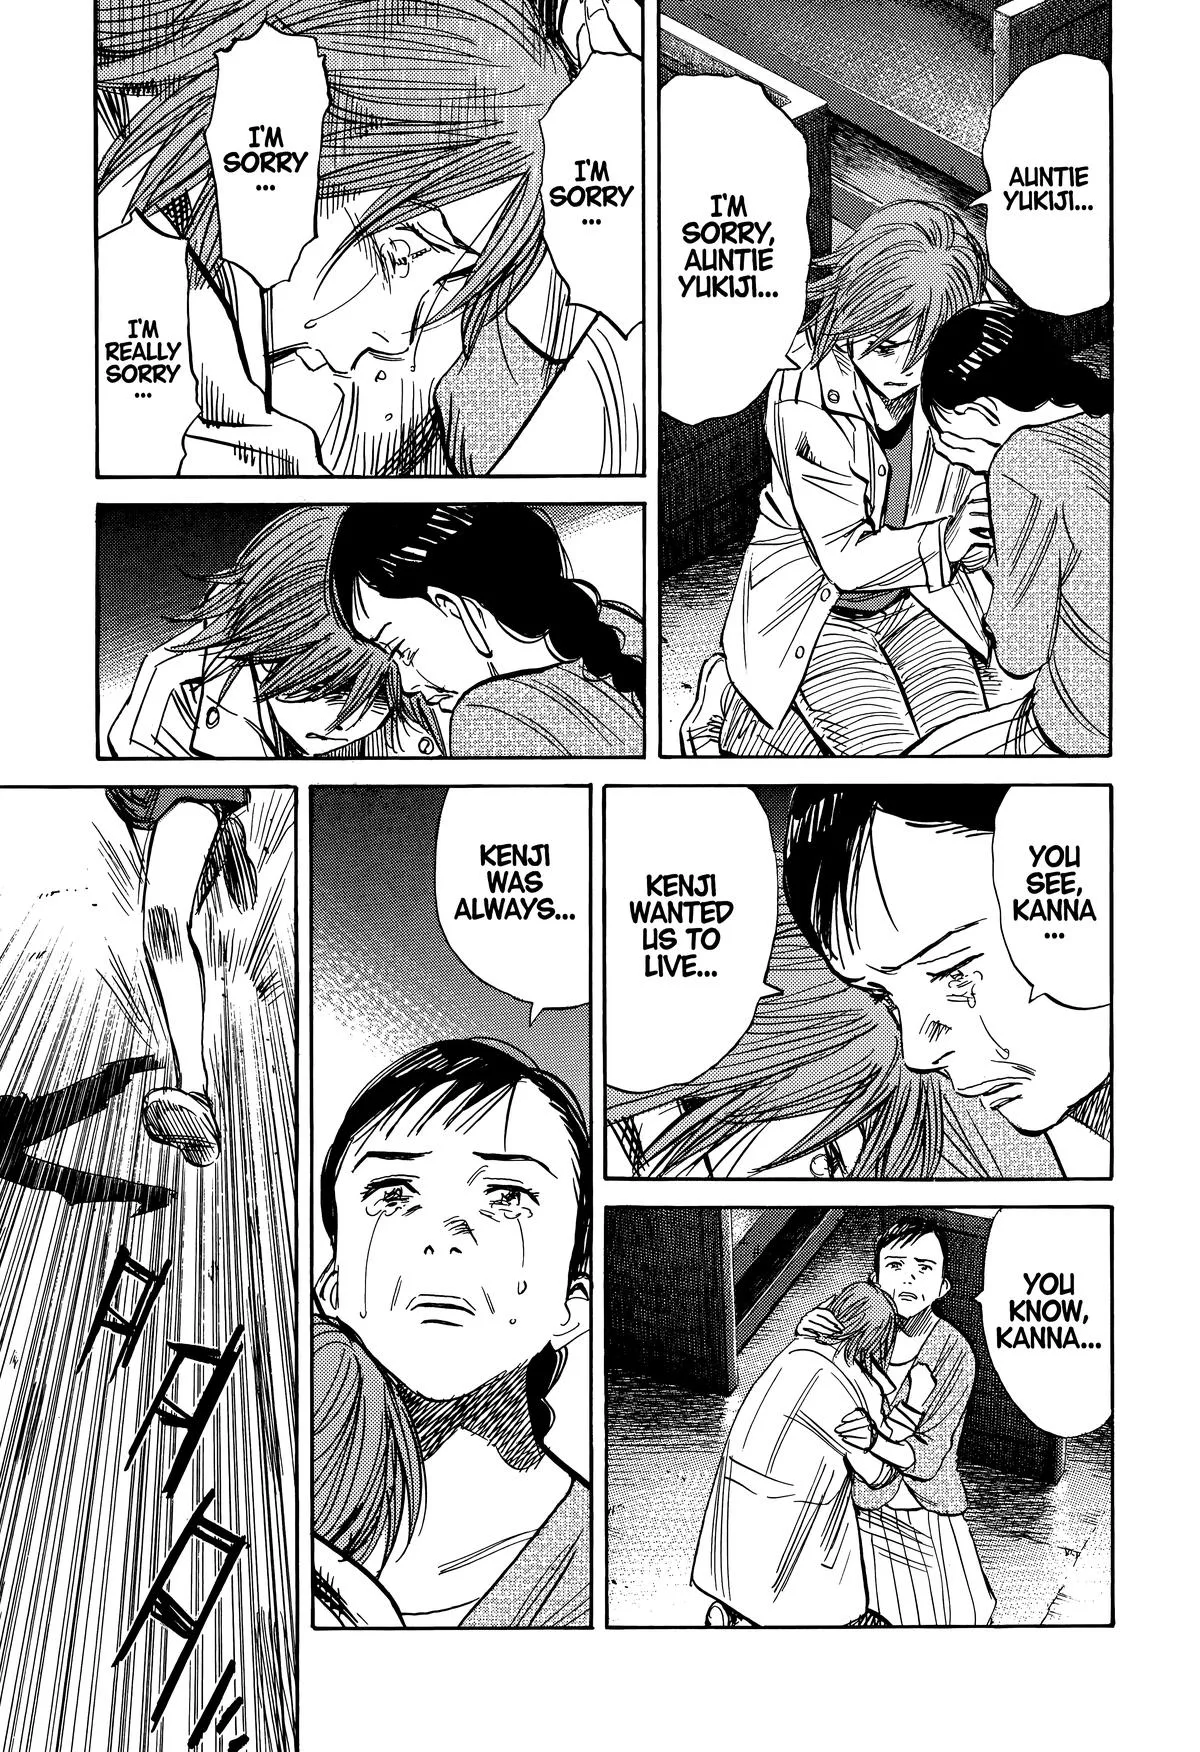 AUNTIE
YUKIJI...
I'M
SORRY,
AUNTIE
YUKIJI...
I'M
SORRY
...
I'M
SORRY
...
I'M
REALLY
SORRY
...
YOU
SEE,
KANNA
...
KENJI
WANTED
US TO
LIVE...
YOU
KNOW,
KANNA...
KENJI
WAS
ALWAYS...